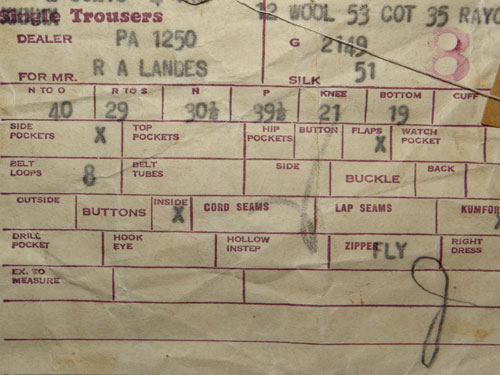 Single Trousers 12 WOOL 53 COT 35 RAYO
DEALER PA 1250 G 2149 8
FOR MR. R A LANDES SILK 51
N TO O R TO S N P KNEE BOTTOM CUFF
40 29 30½ 39½ 21 19
SIDE POCKETS X TOP POCKETS HIP POCKETS BUTTON FLAPS X WATCH POCKET
BELT LOOPS 8 BELT TUBES SIDE BUCKLE BACK
OUTSIDE BUTTONS INSIDE X CORD SEAMS LAP SEAMS KUMFOR
DRILL POCKET HOOK EYE HOLLOW INSTEP ZIPPER FLY RIGHT DRESS
EX. TO MEASURE